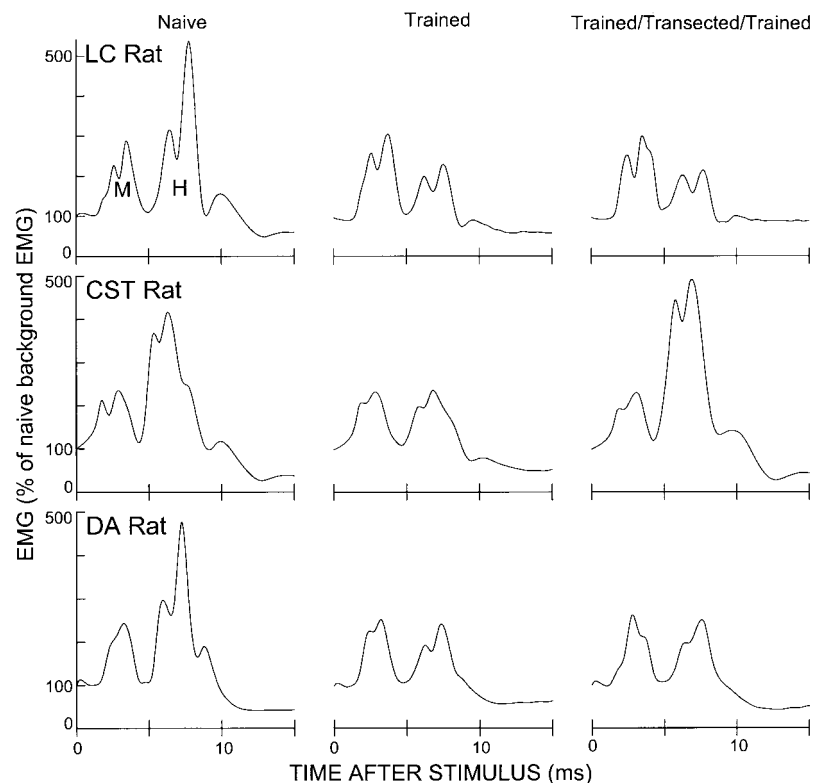 Naive
Trained
Trained/Transected/Trained
EMG (% of naive background EMG)
500
LC Rat
M
H
100
0
500
CST Rat
100
0
500
DA Rat
100
0
0 10
0 10
0 10
TIME AFTER STIMULUS (ms)